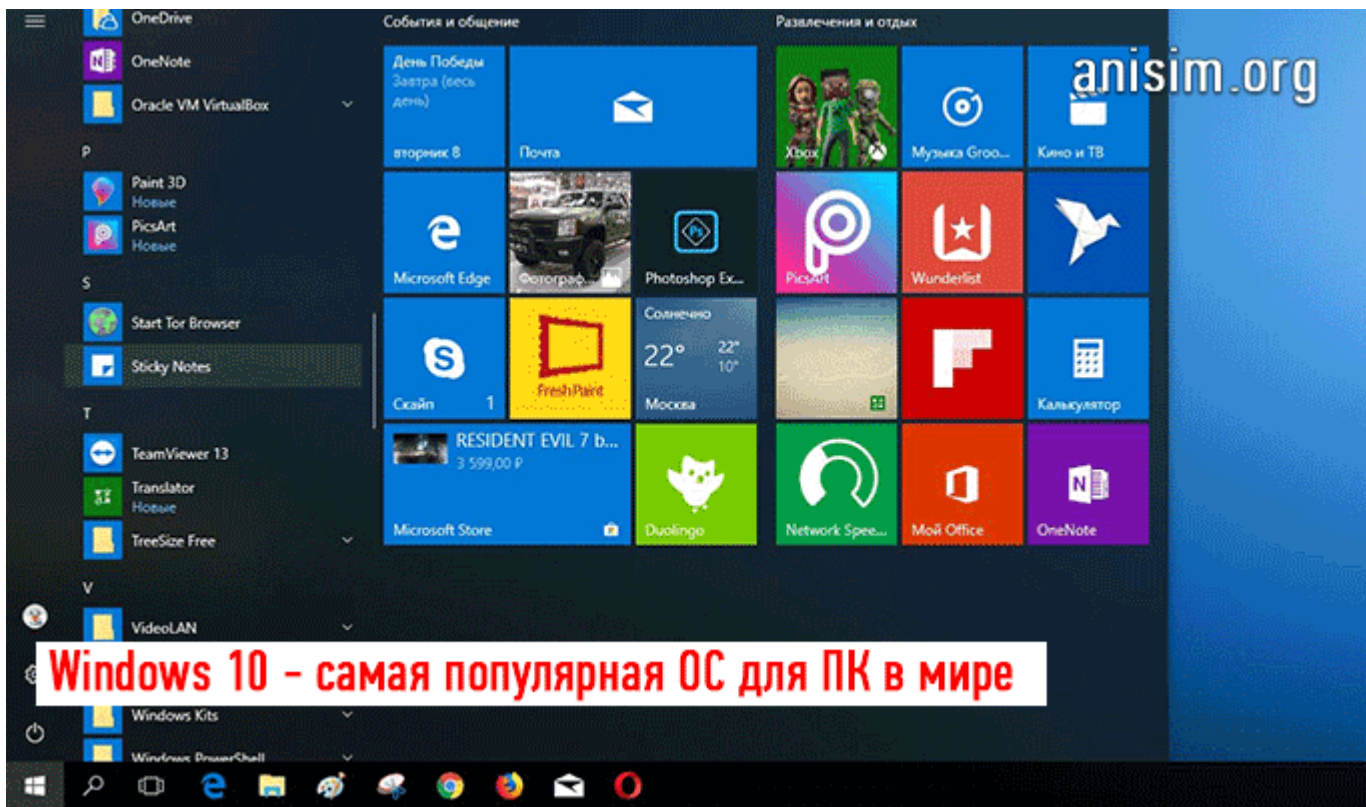 OneDrive
OneNote
Oracle VM VirtualBox
P
Paint 3D
Новые
PicsArt
Новые
S
Start Tor Browser
Sticky Notes
T
TeamViewer 13
Translator
Новые
TreeSize Free
V
VideoLAN
Windows Kits
Windows PowerShell
События и общение
День Победы
Завтра (весь
день)
вторник 8
Почта
Microsoft Edge
Фотограф...
Ps
Photoshop Ex...
Скайп 1
FreshPaint
Солнечно
22° 22°
10°
Москва
RESIDENT EVIL 7 b...
3 599,00 ₽
Microsoft Store
Duolingo
Развлечения и отдых
Xbox
Музыка Groo...
Кино и ТВ
PicsArt
Wunderlist
Калькулятор
Network Spee...
Мой Office
OneNote
anisim.org
Windows 10 - самая популярная ОС для ПК в мире